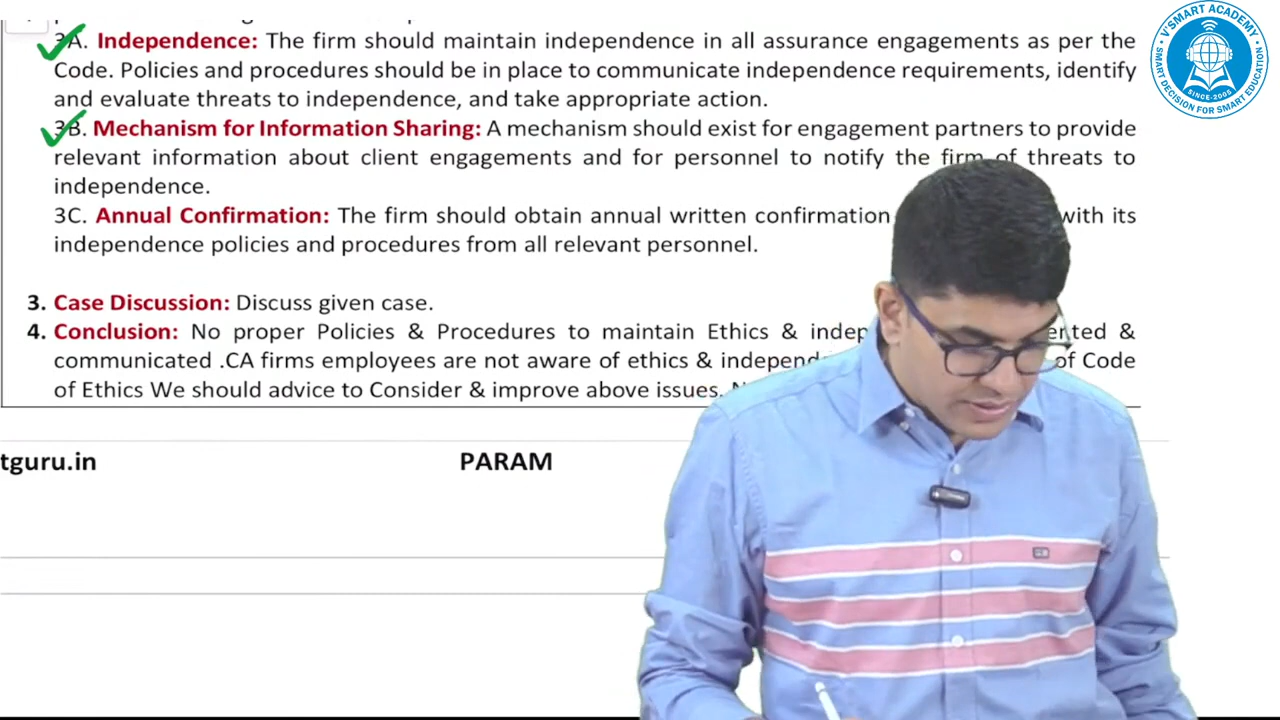 3A. Independence: The firm should maintain independence in all assurance engagements as per the
Code. Policies and procedures should be in place to communicate independence requirements, identify
and evaluate threats to independence, and take appropriate action.
3B. Mechanism for Information Sharing: A mechanism should exist for engagement partners to provide
relevant information about client engagements and for personnel to notify the firm of threats to
independence.
3C. Annual Confirmation: The firm should obtain annual written confirmation with its
independence policies and procedures from all relevant personnel.
3. Case Discussion: Discuss given case.
4. Conclusion: No proper Policies & Procedures to maintain Ethics & &
communicated .CA firms employees are not aware of ethics & of Code
of Ethics We should advice to Consider & improve above issues.
tguru.in PARAM
V'SMART ACADEMY
SINCE-2005
SMART DECISION FOR SMART EDUCATION